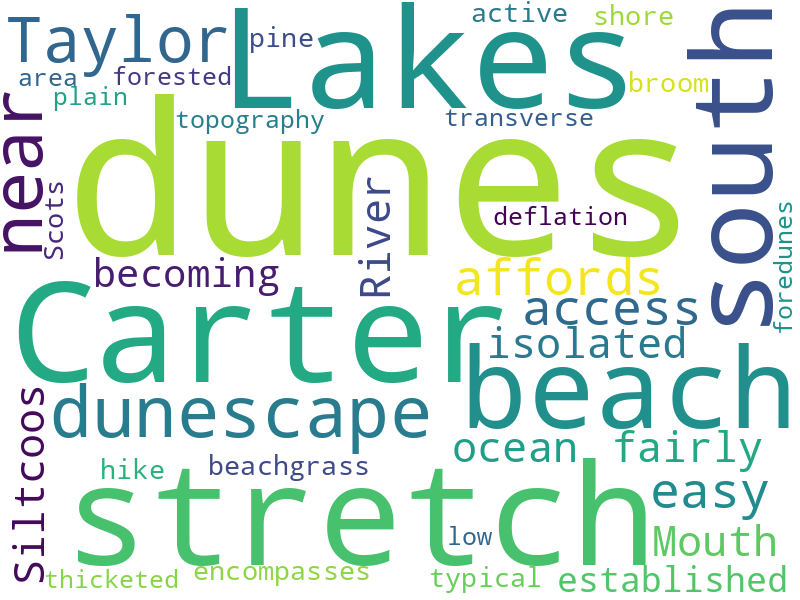 Taylor
Lakes
active
shore
south
pine
area
forested
broom
plain
topography
transverse
near
dunes
Scots
River
deflation
foredunes
becoming
affords
Carter
access
isolated
beach
dunescape
Siltcoos
ocean
fairly
hike
beachgrass
stretch
easy
low
Mouth
thicketed
encompasses
typical
established